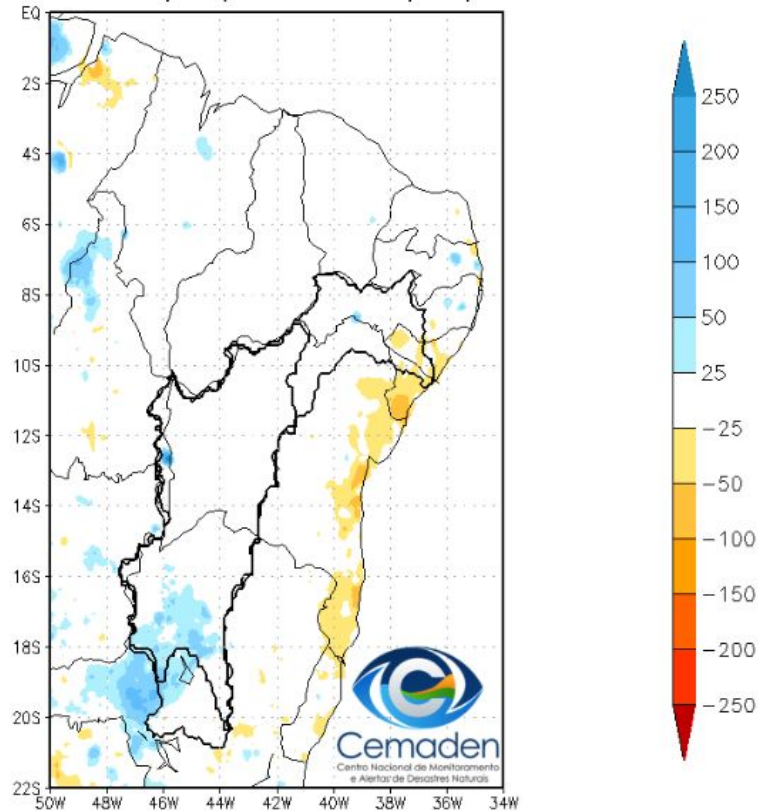 EQ
2S
4S
6S
8S
10S
12S
14S
16S
18S
20S
22S
50W 48W 46W 44W 42W 40W 38W 36W 34W
250
200
150
100
50
25
-25
-50
-100
-150
-200
-250
Cemaden
Centro Nacional de Monitoramento
e Alertas de Desastres Naturais